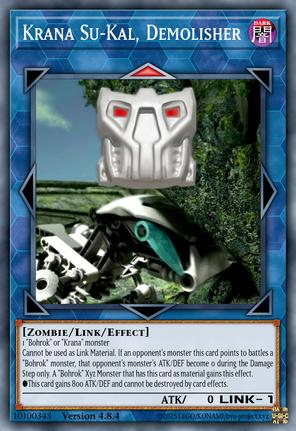 KRANA SU-KAL, DEMOLISHER
DARK
闇
[ZOMBIE/LINK/EFFECT]
1 "Bohrok" or "Krana" monster
Cannot be used as Link Material. If an opponent's monster this card points to battles a
"Bohrok" monster, that opponent's monster's ATK/DEF become 0 during the Damage
Step only. A "Bohrok" Xyz Monster that has this card as material gains this effect.
●This card gains 800 ATK/DEF and cannot be destroyed by card effects.
ATK/ 0 LINK-1
10100343 Version 4.8.4 ©2025 LEGO/KONAMI/bye-project.xyz